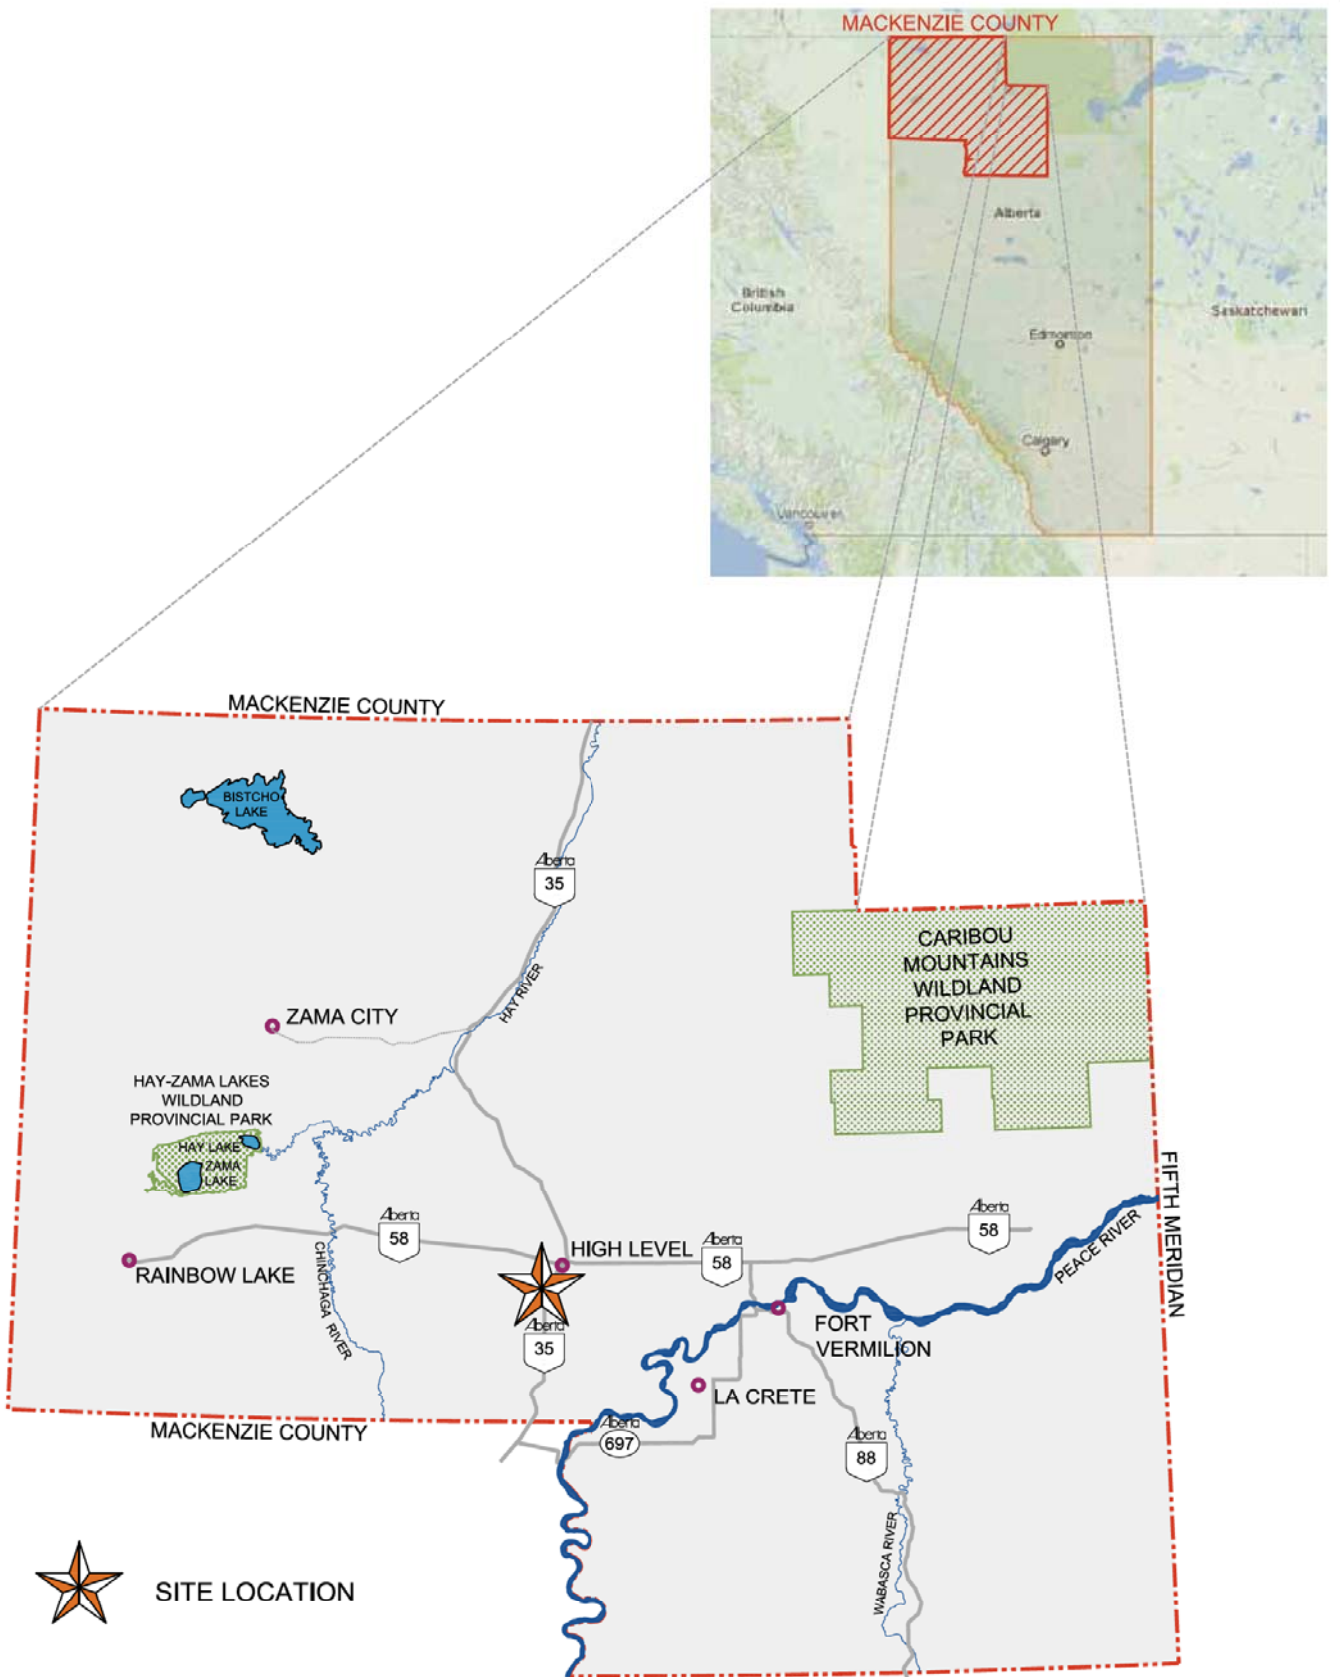 MACKENZIE COUNTY
Alberta
British
Columbia
Saskatchewan
Edmonton
Calgary
Vancouver
MACKENZIE COUNTY
BISTCHO
LAKE
Alberta
35
HAY RIVER
CARIBOU
MOUNTAINS
WILDLAND
PROVINCIAL
PARK
ZAMA CITY
HAY-ZAMA LAKES
WILDLAND
PROVINCIAL PARK
HAY LAKE
ZAMA
LAKE
FIFTH MERIDIAN
Alberta
58
Alberta
58
Alberta
58
PEACE RIVER
HIGH LEVEL
RAINBOW LAKE
CHINCHAGA RIVER
Alberta
35
FORT
VERMILION
LA CRETE
MACKENZIE COUNTY
Alberta
697
Alberta
88
WABASCA RIVER
SITE LOCATION